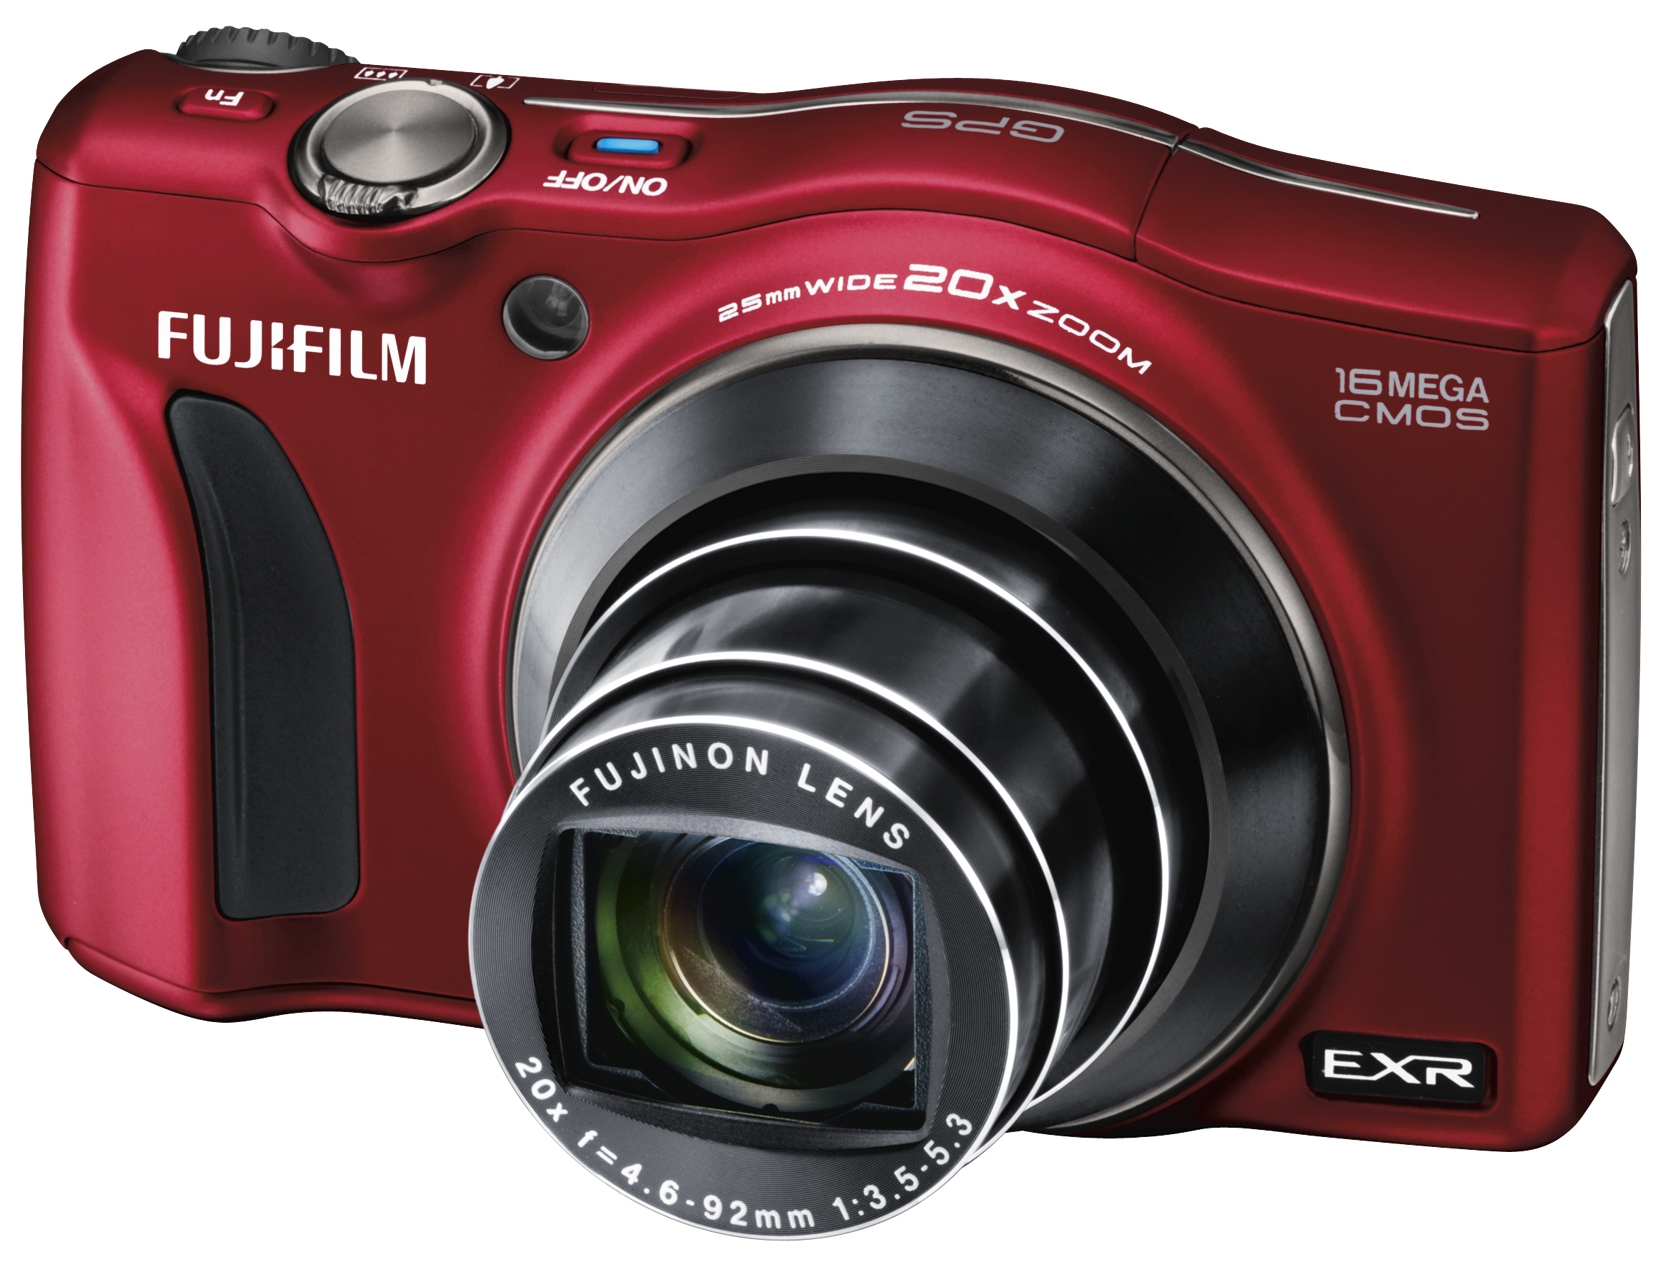 Fn
ON/OFF
GPS
FUJIFILM
25mm WIDE 20x ZOOM
16 MEGA
CMOS
FUJINON LENS
20x f=4.6-92mm 1:3.5-5.3
EXR